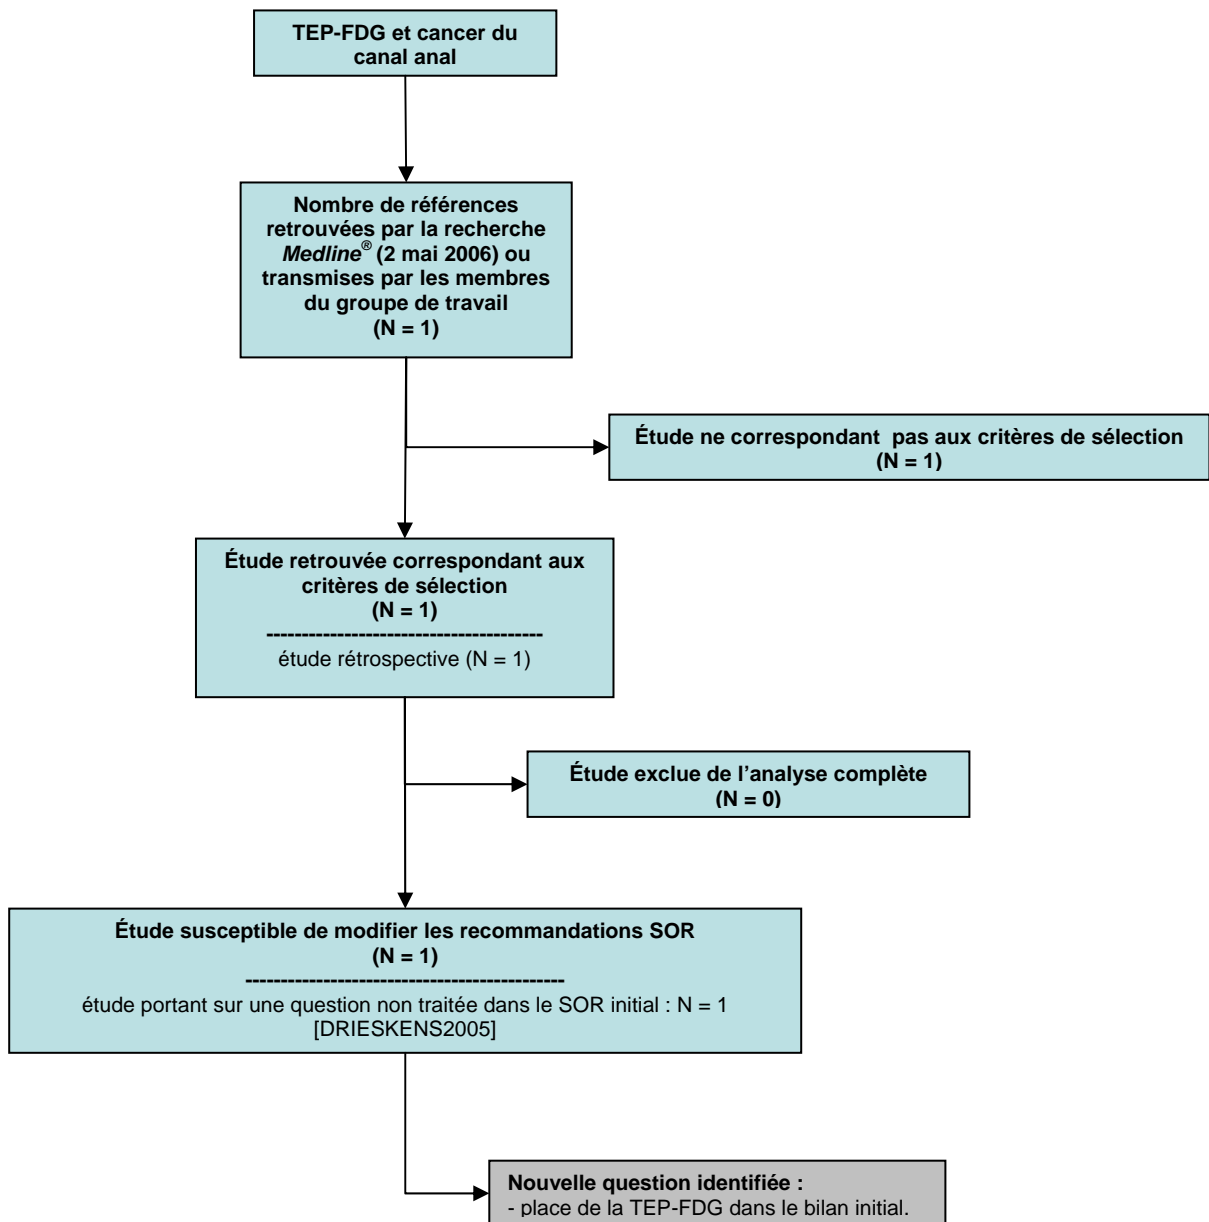 TEP-FDG et cancer du
canal anal
Nombre de références
retrouvées par la recherche
Medline® (2 mai 2006) ou
transmises par les membres
du groupe de travail
(N = 1)
Étude ne correspondant pas aux critères de sélection
(N = 1)
Étude retrouvée correspondant aux
critères de sélection
(N = 1)
---------------------------------------
étude rétrospective (N = 1)
Étude exclue de l’analyse complète
(N = 0)
Étude susceptible de modifier les recommandations SOR
(N = 1)
---------------------------------------------
étude portant sur une question non traitée dans le SOR initial : N = 1
[DRIESKENS2005]
Nouvelle question identifiée :
- place de la TEP-FDG dans le bilan initial.